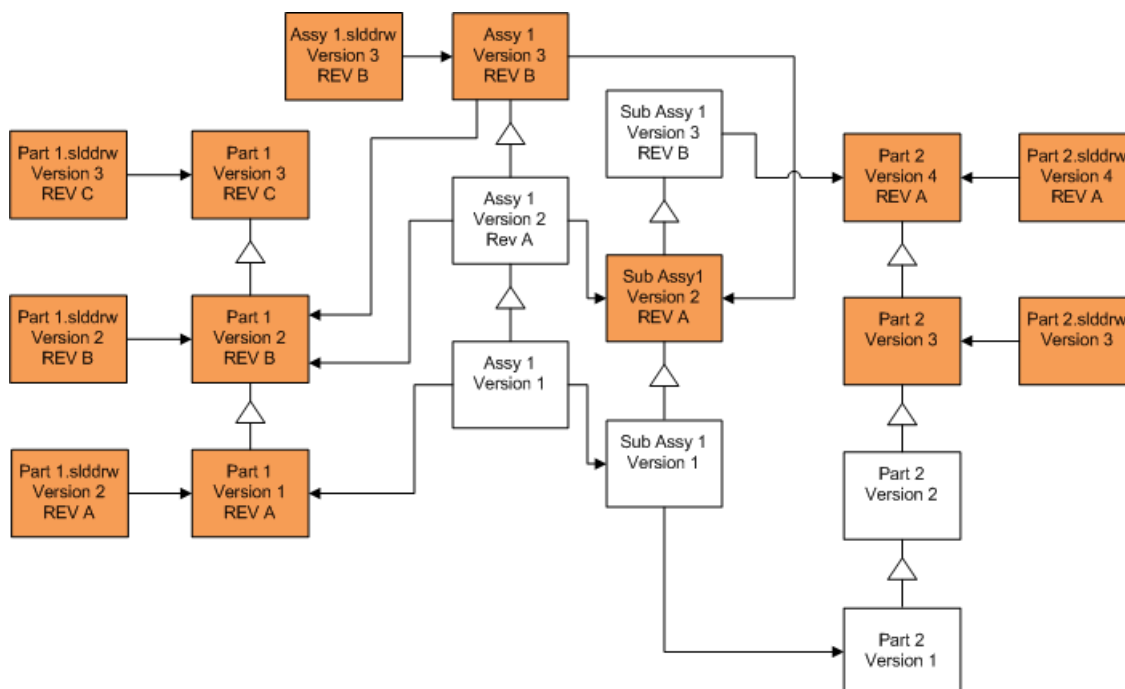 Assy 1.slddrw
Version 3
REV B
Assy 1
Version 3
REV B
Sub Assy 1
Version 3
REV B
Part 1.slddrw
Version 3
REV C
Part 1
Version 3
REV C
Part 2
Version 4
REV A
Part 2.slddrw
Version 4
REV A
Assy 1
Version 2
Rev A
Sub Assy1
Version 2
REV A
Part 1.slddrw
Version 2
REV B
Part 1
Version 2
REV B
Part 2
Version 3
Part 2.slddrw
Version 3
Assy 1
Version 1
Sub Assy 1
Version 1
Part 1.slddrw
Version 2
REV A
Part 1
Version 1
REV A
Part 2
Version 2
Part 2
Version 1